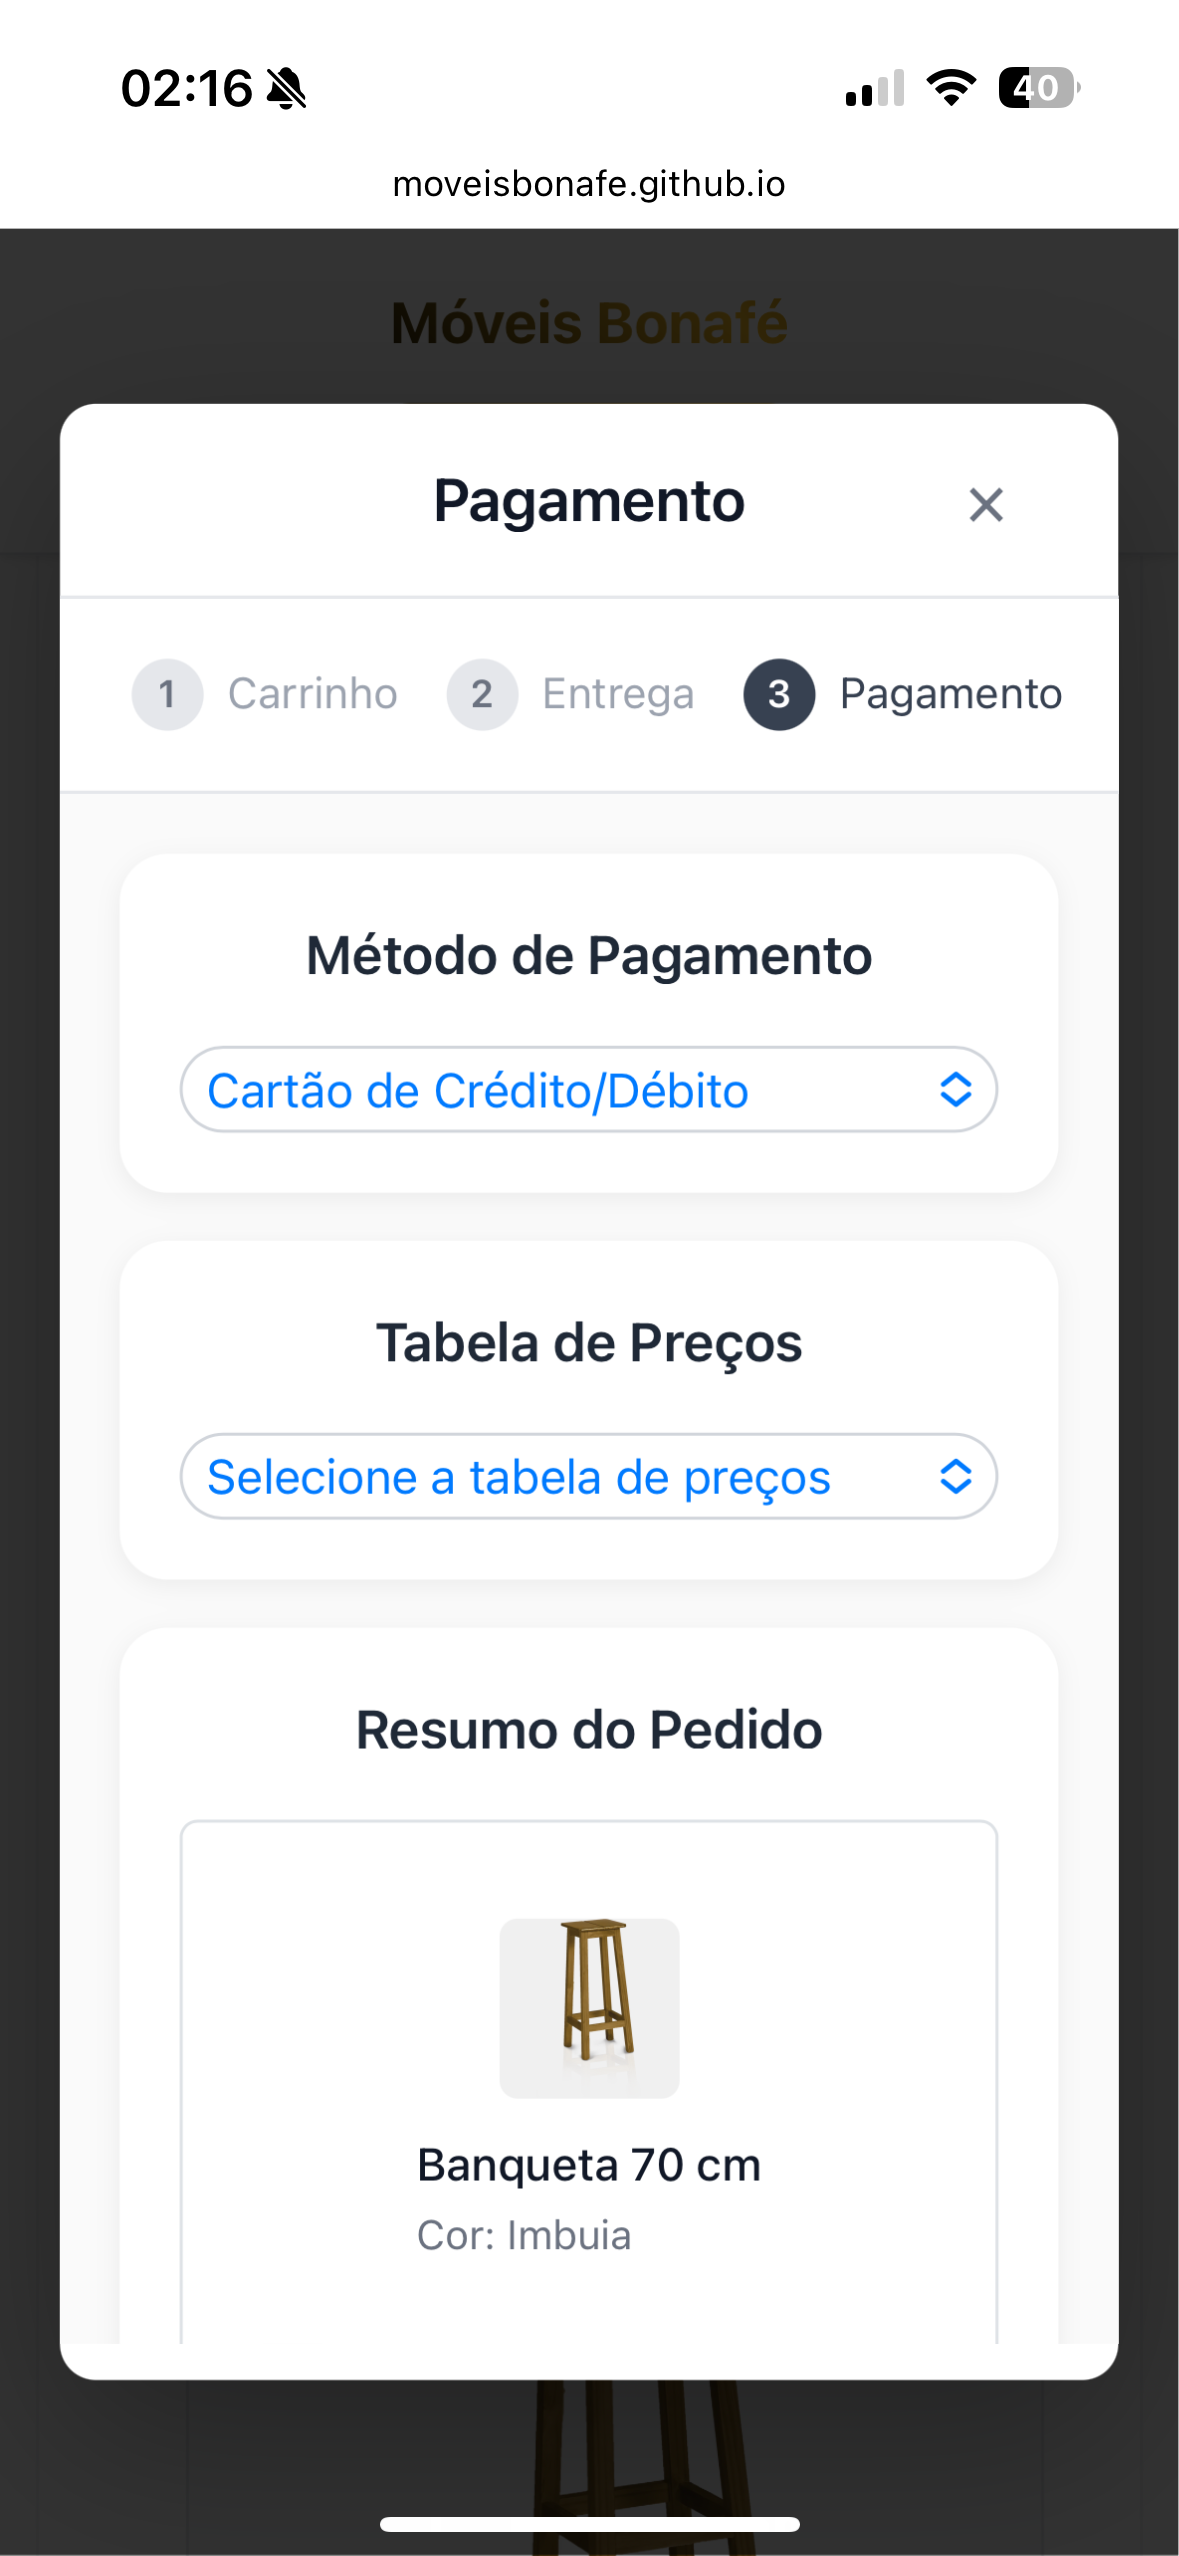 02:16
40
moveisbonafe.github.io
Móveis Bonafé
Pagamento
1 Carrinho 2 Entrega 3 Pagamento
Método de Pagamento
Cartão de Crédito/Débito
Tabela de Preços
Selecione a tabela de preços
Resumo do Pedido
Banqueta 70 cm
Cor: Imbuia